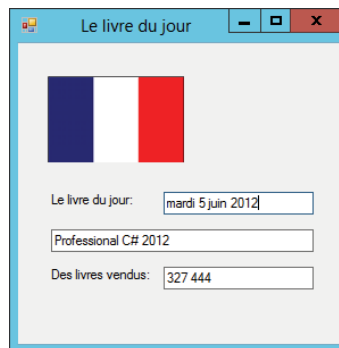 Le livre du jour
Le livre du jour: mardi 5 juin 2012
Professional C# 2012
Des livres vendus: 327 444